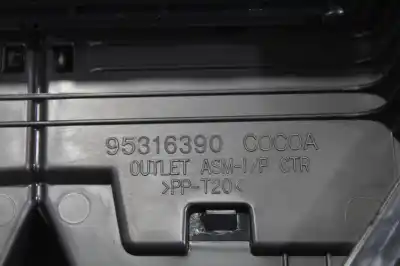 95316390 COCOA
OUTLET ASM-I/P CTR
>PP-T20<